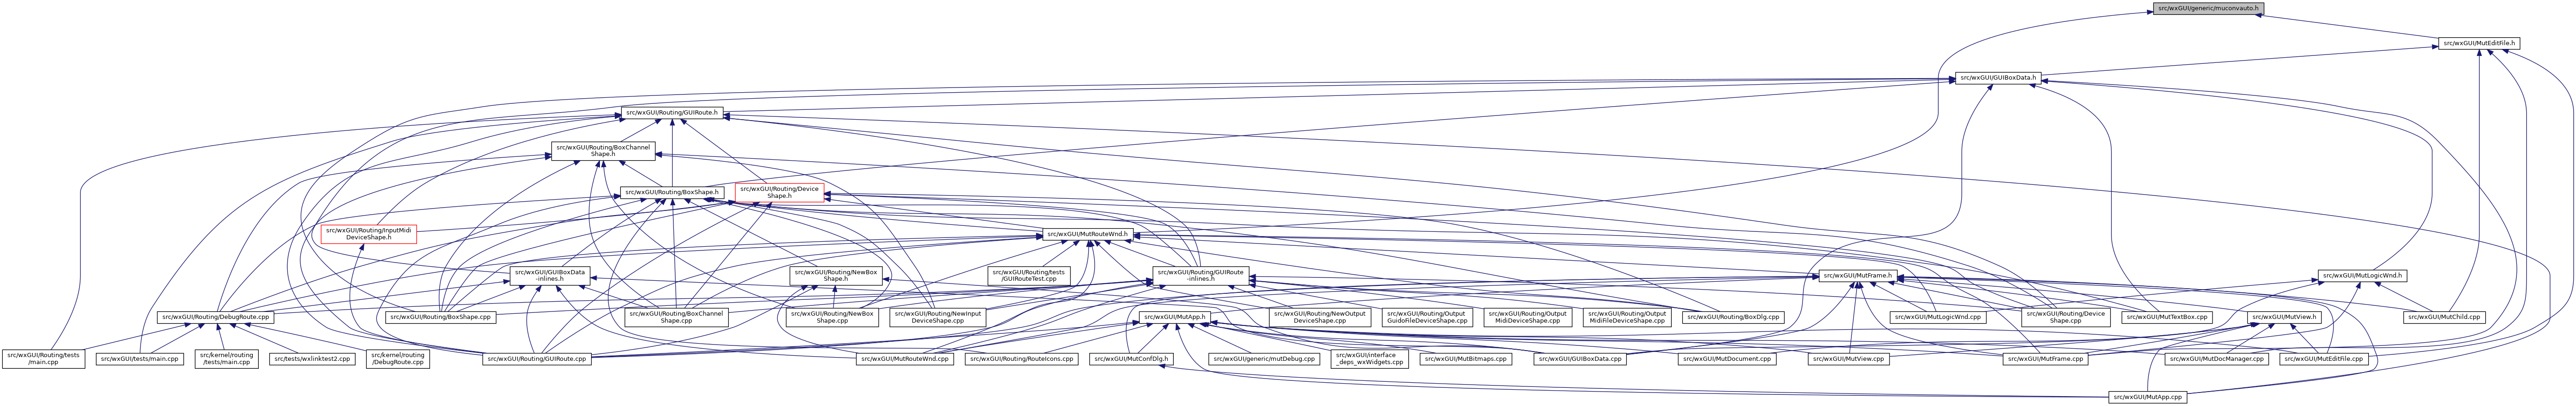 src/wxGUI/generic/muconvauto.h
src/wxGUI/MutEditFile.h
src/wxGUI/GUIBoxData.h
src/wxGUI/Routing/GUIRoute.h
src/wxGUI/Routing/BoxChannel
Shape.h
src/wxGUI/Routing/BoxShape.h
src/wxGUI/Routing/Device
Shape.h
src/wxGUI/Routing/InputMidi
DeviceShape.h
src/wxGUI/MutRouteWnd.h
src/wxGUI/GUIBoxData
-inlines.h
src/wxGUI/Routing/NewBox
Shape.h
src/wxGUI/Routing/tests
/GUIRouteTest.cpp
src/wxGUI/Routing/GUIRoute
-inlines.h
src/wxGUI/MutFrame.h
src/wxGUI/MutLogicWnd.h
src/wxGUI/Routing/DebugRoute.cpp
src/wxGUI/Routing/BoxShape.cpp
src/wxGUI/Routing/BoxChannel
Shape.cpp
src/wxGUI/Routing/NewBox
Shape.cpp
src/wxGUI/Routing/NewInput
DeviceShape.cpp
src/wxGUI/MutApp.h
src/wxGUI/Routing/NewOutput
DeviceShape.cpp
src/wxGUI/Routing/Output
GuidoFileDeviceShape.cpp
src/wxGUI/Routing/Output
MidiDeviceShape.cpp
src/wxGUI/Routing/Output
MidiFileDeviceShape.cpp
src/wxGUI/Routing/BoxDlg.cpp
src/wxGUI/MutLogicWnd.cpp
src/wxGUI/Routing/Device
Shape.cpp
src/wxGUI/MutTextBox.cpp
src/wxGUI/MutView.h
src/wxGUI/MutChild.cpp
src/wxGUI/Routing/tests
/main.cpp
src/wxGUI/tests/main.cpp
src/kernel/routing
/tests/main.cpp
src/tests/wxlinktest2.cpp
src/kernel/routing
/DebugRoute.cpp
src/wxGUI/Routing/GUIRoute.cpp
src/wxGUI/MutRouteWnd.cpp
src/wxGUI/Routing/RouteIcons.cpp
src/wxGUI/MutConfDlg.h
src/wxGUI/generic/mutDebug.cpp
src/wxGUI/interface
_deps_wxWidgets.cpp
src/wxGUI/MutBitmaps.cpp
src/wxGUI/GUIBoxData.cpp
src/wxGUI/MutDocument.cpp
src/wxGUI/MutView.cpp
src/wxGUI/MutFrame.cpp
src/wxGUI/MutDocManager.cpp
src/wxGUI/MutEditFile.cpp
src/wxGUI/MutApp.cpp